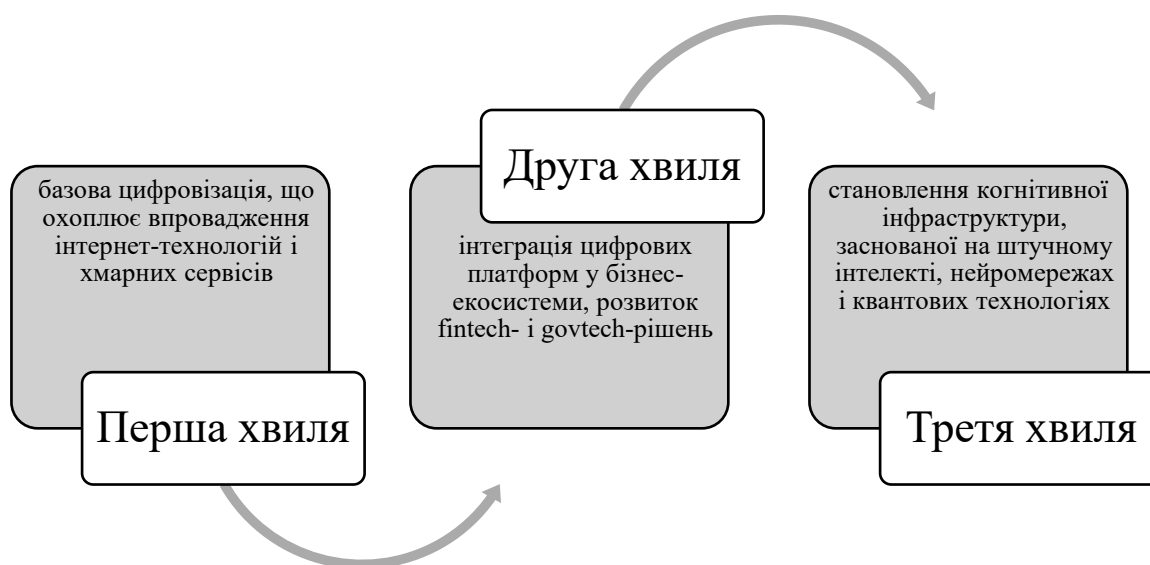 базова цифровізація, що
охоплює впровадження
інтернет-технологій і
хмарних сервісів
Перша хвиля
Друга хвиля
інтеграція цифрових
платформ у бізнес-
екосистеми, розвиток
fintech- і govtech-рішень
становлення когнітивної
інфраструктури,
заснованої на штучному
інтелекті, нейромережах
і квантових технологіях
Третя хвиля